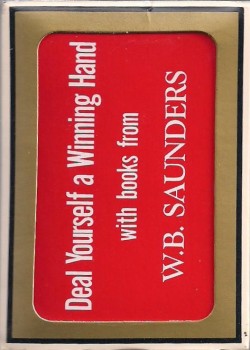 Deal Yourself a Winning Hand
with books from
W.B. SAUNDERS